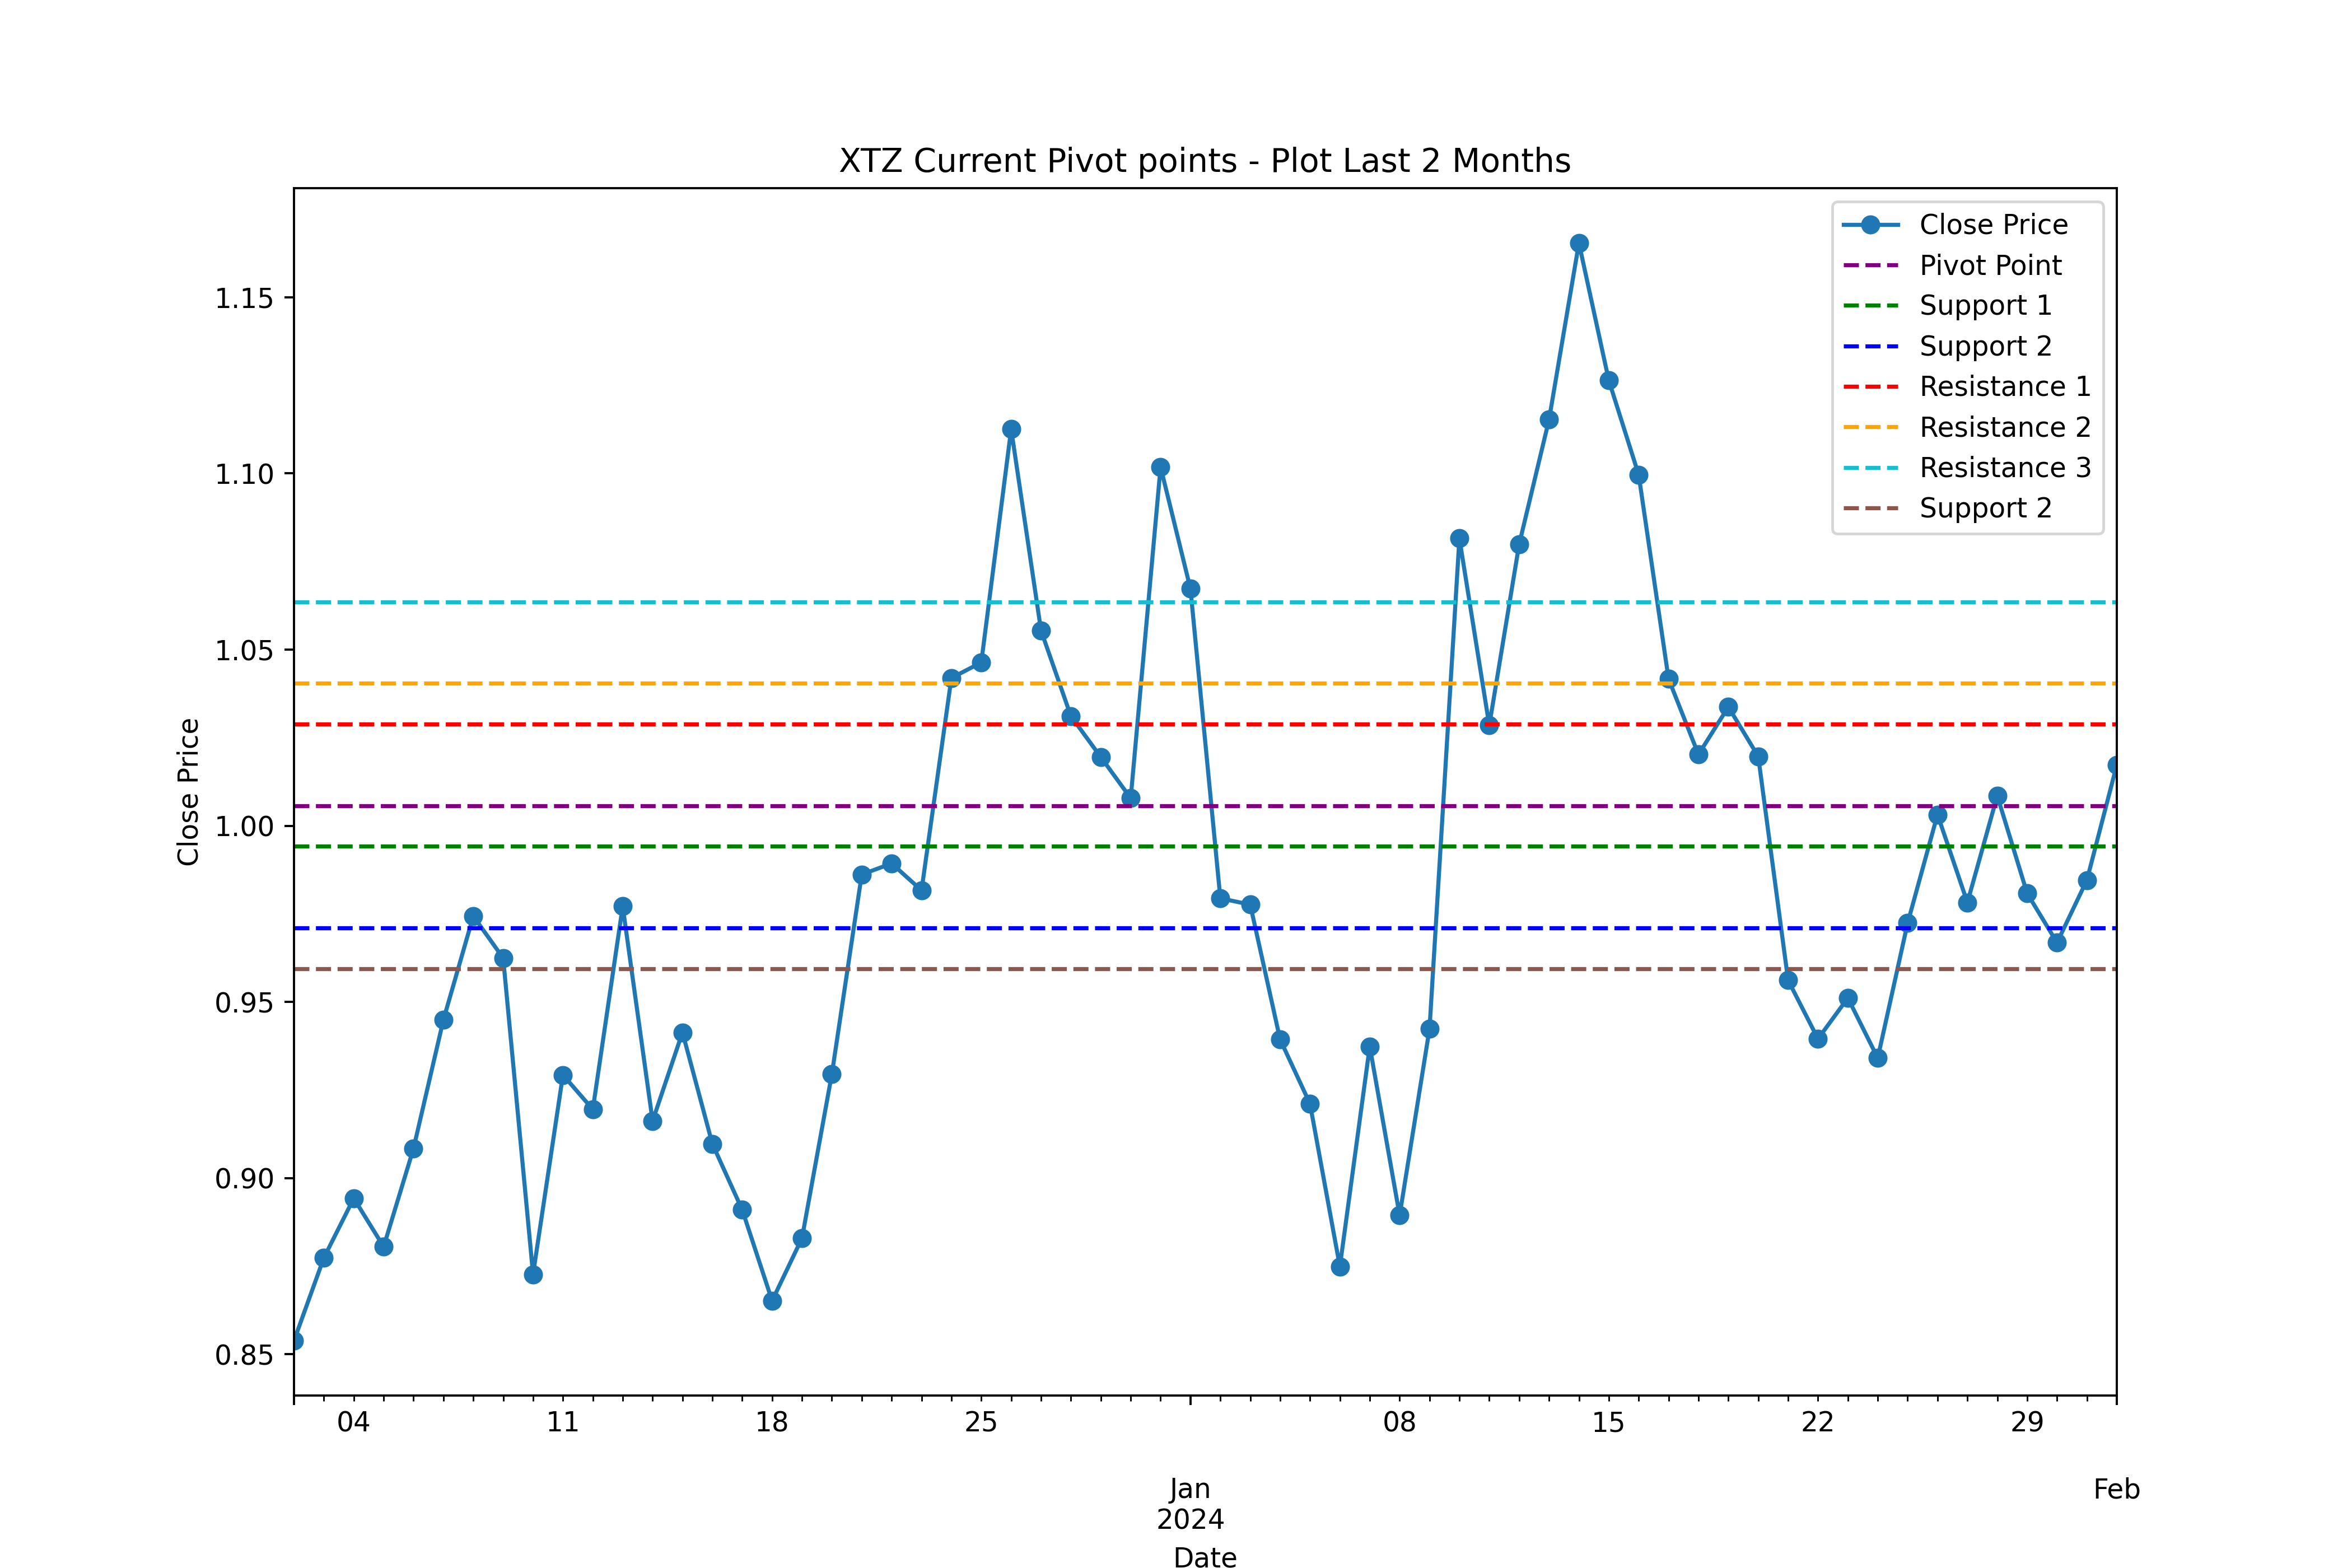 XTZ Current Pivot points - Plot Last 2 Months
Close Price
Pivot Point
Support 1
Support 2
Resistance 1
Resistance 2
Resistance 3
Support 2
1.15
1.10
1.05
1.00
0.95
0.90
0.85
Close Price
04 11 18 25 08 15 22 29
Jan Feb
2024
Date